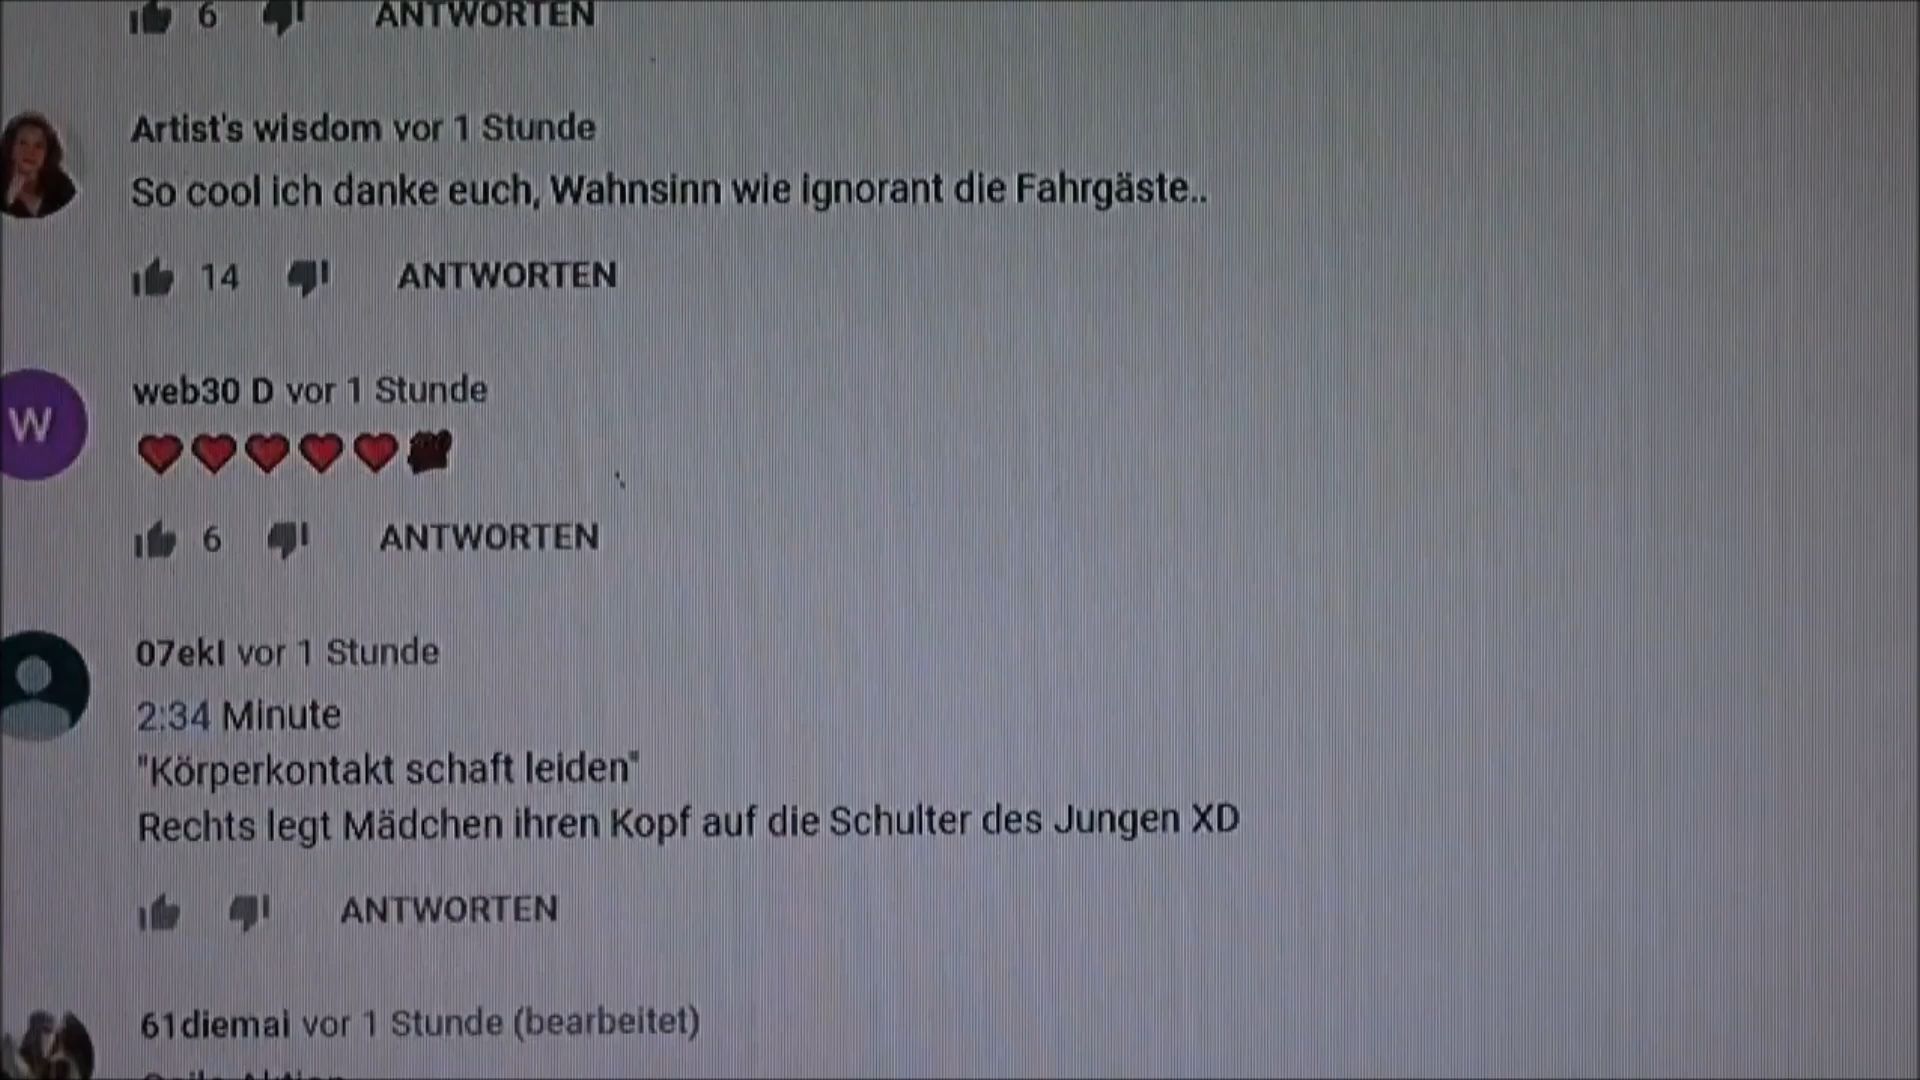 6 ANTWORTEN
Artist's wisdom vor 1 Stunde
So cool ich danke euch, Wahnsinn wie ignorant die Fahrgäste..
14 ANTWORTEN
W
web30 D vor 1 Stunde
6 ANTWORTEN
07ekl vor 1 Stunde
2:34 Minute
"Körperkontakt schaft leiden"
Rechts legt Mädchen ihren Kopf auf die Schulter des Jungen XD
ANTWORTEN
61diemai vor 1 Stunde (bearbeitet)